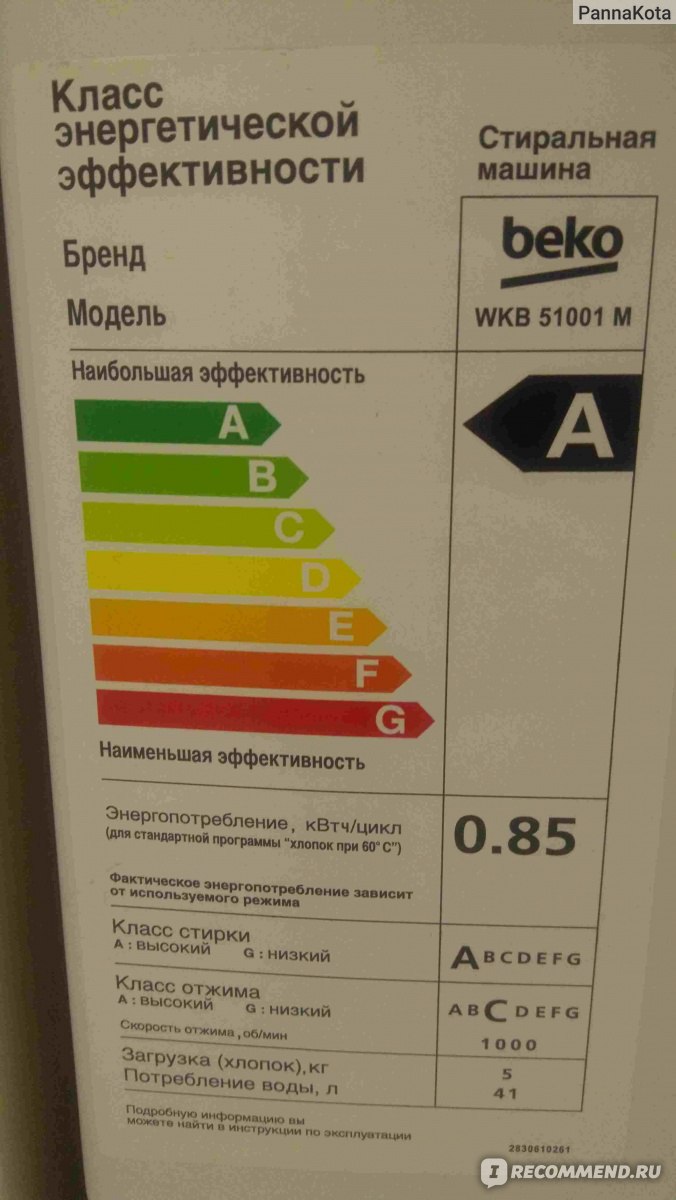 PannaKota
Класс
энергетической
эффективности
Стиральная
машина
Бренд
beko
Модель
WKB 51001 M
Наибольшая эффективность
A
A
B
C
D
E
F
G
Наименьшая эффективность
Энергопотребление, кВтч/цикл
(для стандартной программы "хлопок при 60°С")
0.85
Фактическое энергопотребление зависит
от используемого режима
Класс стирки
A : высокий G : низкий
A B C D E F G
Класс отжима
A : высокий G : низкий
A B C D E F G
Скорость отжима, об/мин
1000
Загрузка (хлопок), кг
5
Потребление воды, л
41
Подробную информацию вы
можете найти в инструкции по эксплуатации
2830610261
IRECOMMEND.RU